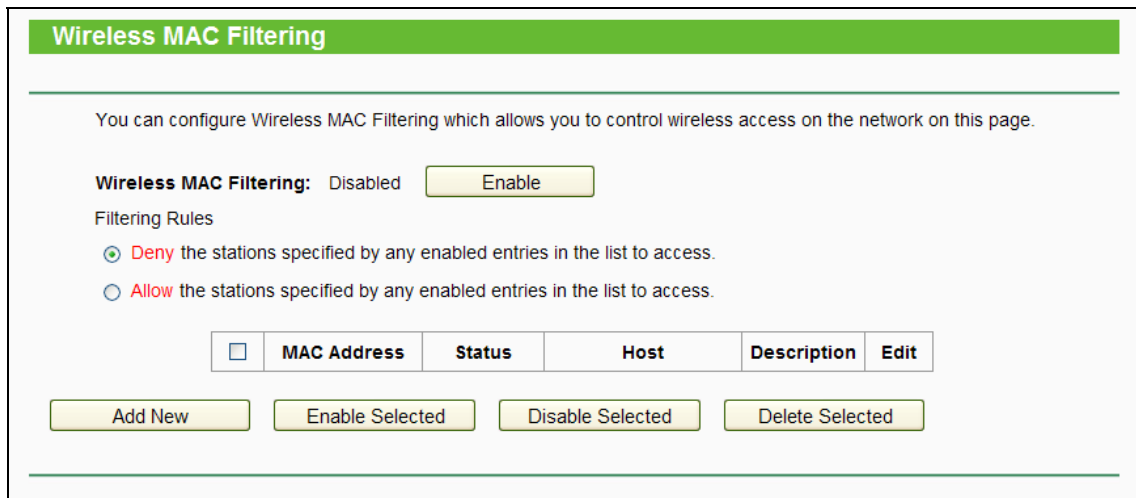 Wireless MAC Filtering
You can configure Wireless MAC Filtering which allows you to control wireless access on the network on this page.
Wireless MAC Filtering: Disabled Enable
Filtering Rules
Deny the stations specified by any enabled entries in the list to access.
Allow the stations specified by any enabled entries in the list to access.
MAC Address Status Host Description Edit
Add New Enable Selected Disable Selected Delete Selected